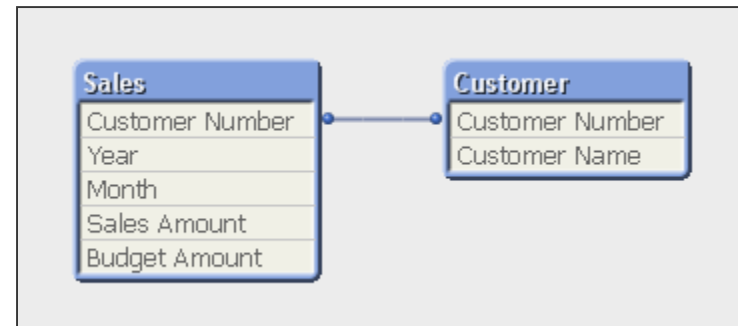 Sales
Customer Number
Year
Month
Sales Amount
Budget Amount
Customer
Customer Number
Customer Name